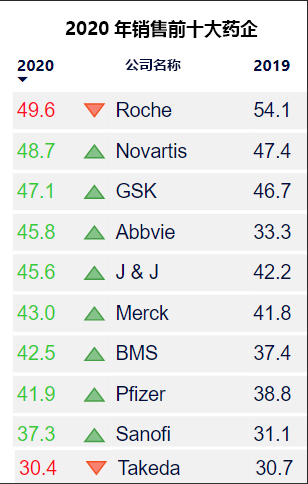 2020 年销售前十大药企
2020 公司名称 2019
49.6 Roche 54.1
48.7 Novartis 47.4
47.1 GSK 46.7
45.8 Abbvie 33.3
45.6 J & J 42.2
43.0 Merck 41.8
42.5 BMS 37.4
41.9 Pfizer 38.8
37.3 Sanofi 31.1
30.4 Takeda 30.7